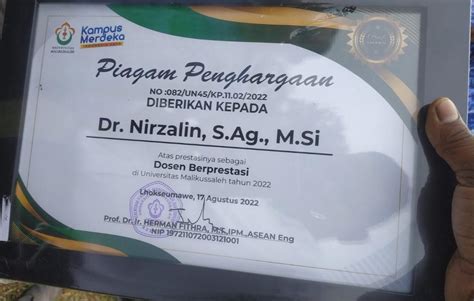 Kampus
Merdeka
Piagam Penghargaan
NO :082/UN45/KP.11.02/2022
DIBERIKAN KEPADA
Dr. Nirzalin, S.Ag., M.Si
Atas prestasinya sebagai
Dosen Berprestasi
di Universitas Malikussaleh tahun 2022
Lhokseumawe, 17 Agustus 2022
Prof. Dr. Ir. HERMAN FITHRA, M.T.,IPM.,ASEAN Eng
NIP 197211072003121001